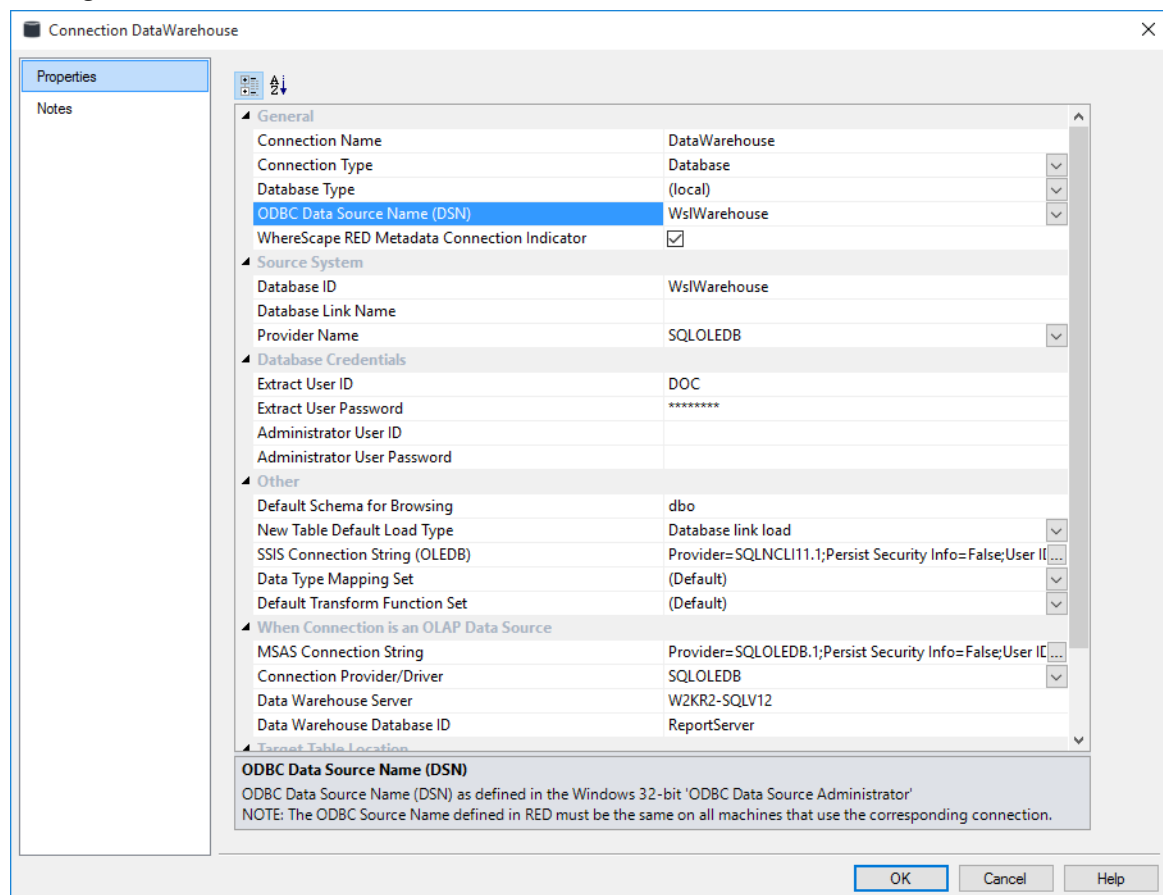 Connection DataWarehouse
Properties
Notes
General
Connection Name DataWarehouse
Connection Type Database
Database Type (local)
ODBC Data Source Name (DSN) WslWarehouse
WhereScape RED Metadata Connection Indicator
Source System
Database ID WslWarehouse
Database Link Name
Provider Name SQLOLEDB
Database Credentials
Extract User ID DOC
Extract User Password ********
Administrator User ID
Administrator User Password
Other
Default Schema for Browsing dbo
New Table Default Load Type Database link load
SSIS Connection String (OLEDB) Provider=SQLNCLI11.1;Persist Security Info=False;User I ...
Data Type Mapping Set (Default)
Default Transform Function Set (Default)
When Connection is an OLAP Data Source
MSAS Connection String Provider=SQLOLEDB.1;Persist Security Info=False;User ID ...
Connection Provider/Driver SQLOLEDB
Data Warehouse Server W2KR2-SQLV12
Data Warehouse Database ID ReportServer
Target Table Location
ODBC Data Source Name (DSN)
ODBC Data Source Name (DSN) as defined in the Windows 32-bit 'ODBC Data Source Administrator'
NOTE: The ODBC Source Name defined in RED must be the same on all machines that use the corresponding connection.
OK Cancel Help